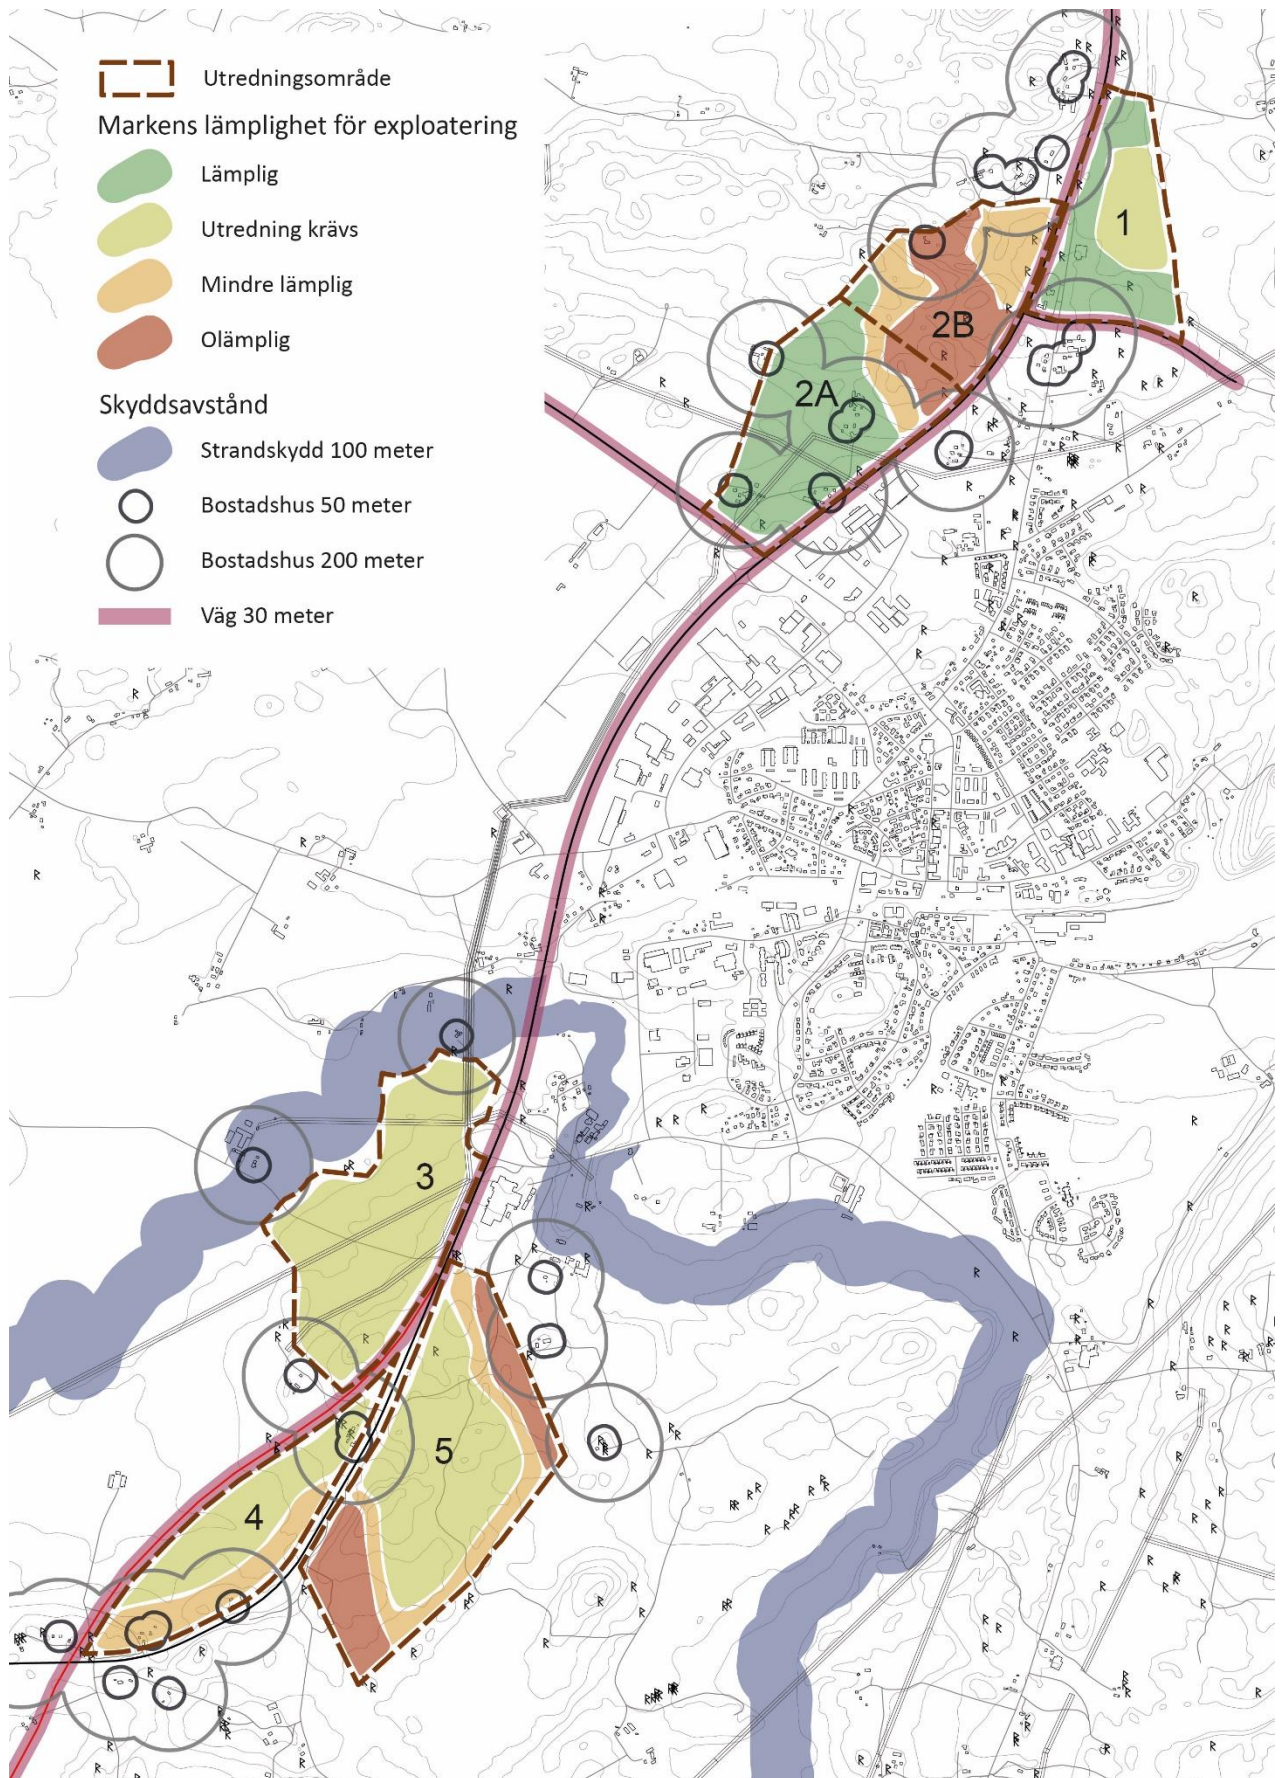 Utredningsområde
Markens lämplighet för exploatering
Lämplig
Utredning krävs
Mindre lämplig
Olämplig
Skyddsavstånd
Strandskydd 100 meter
Bostadshus 50 meter
Bostadshus 200 meter
Väg 30 meter
1
2B
2A
3
5
4